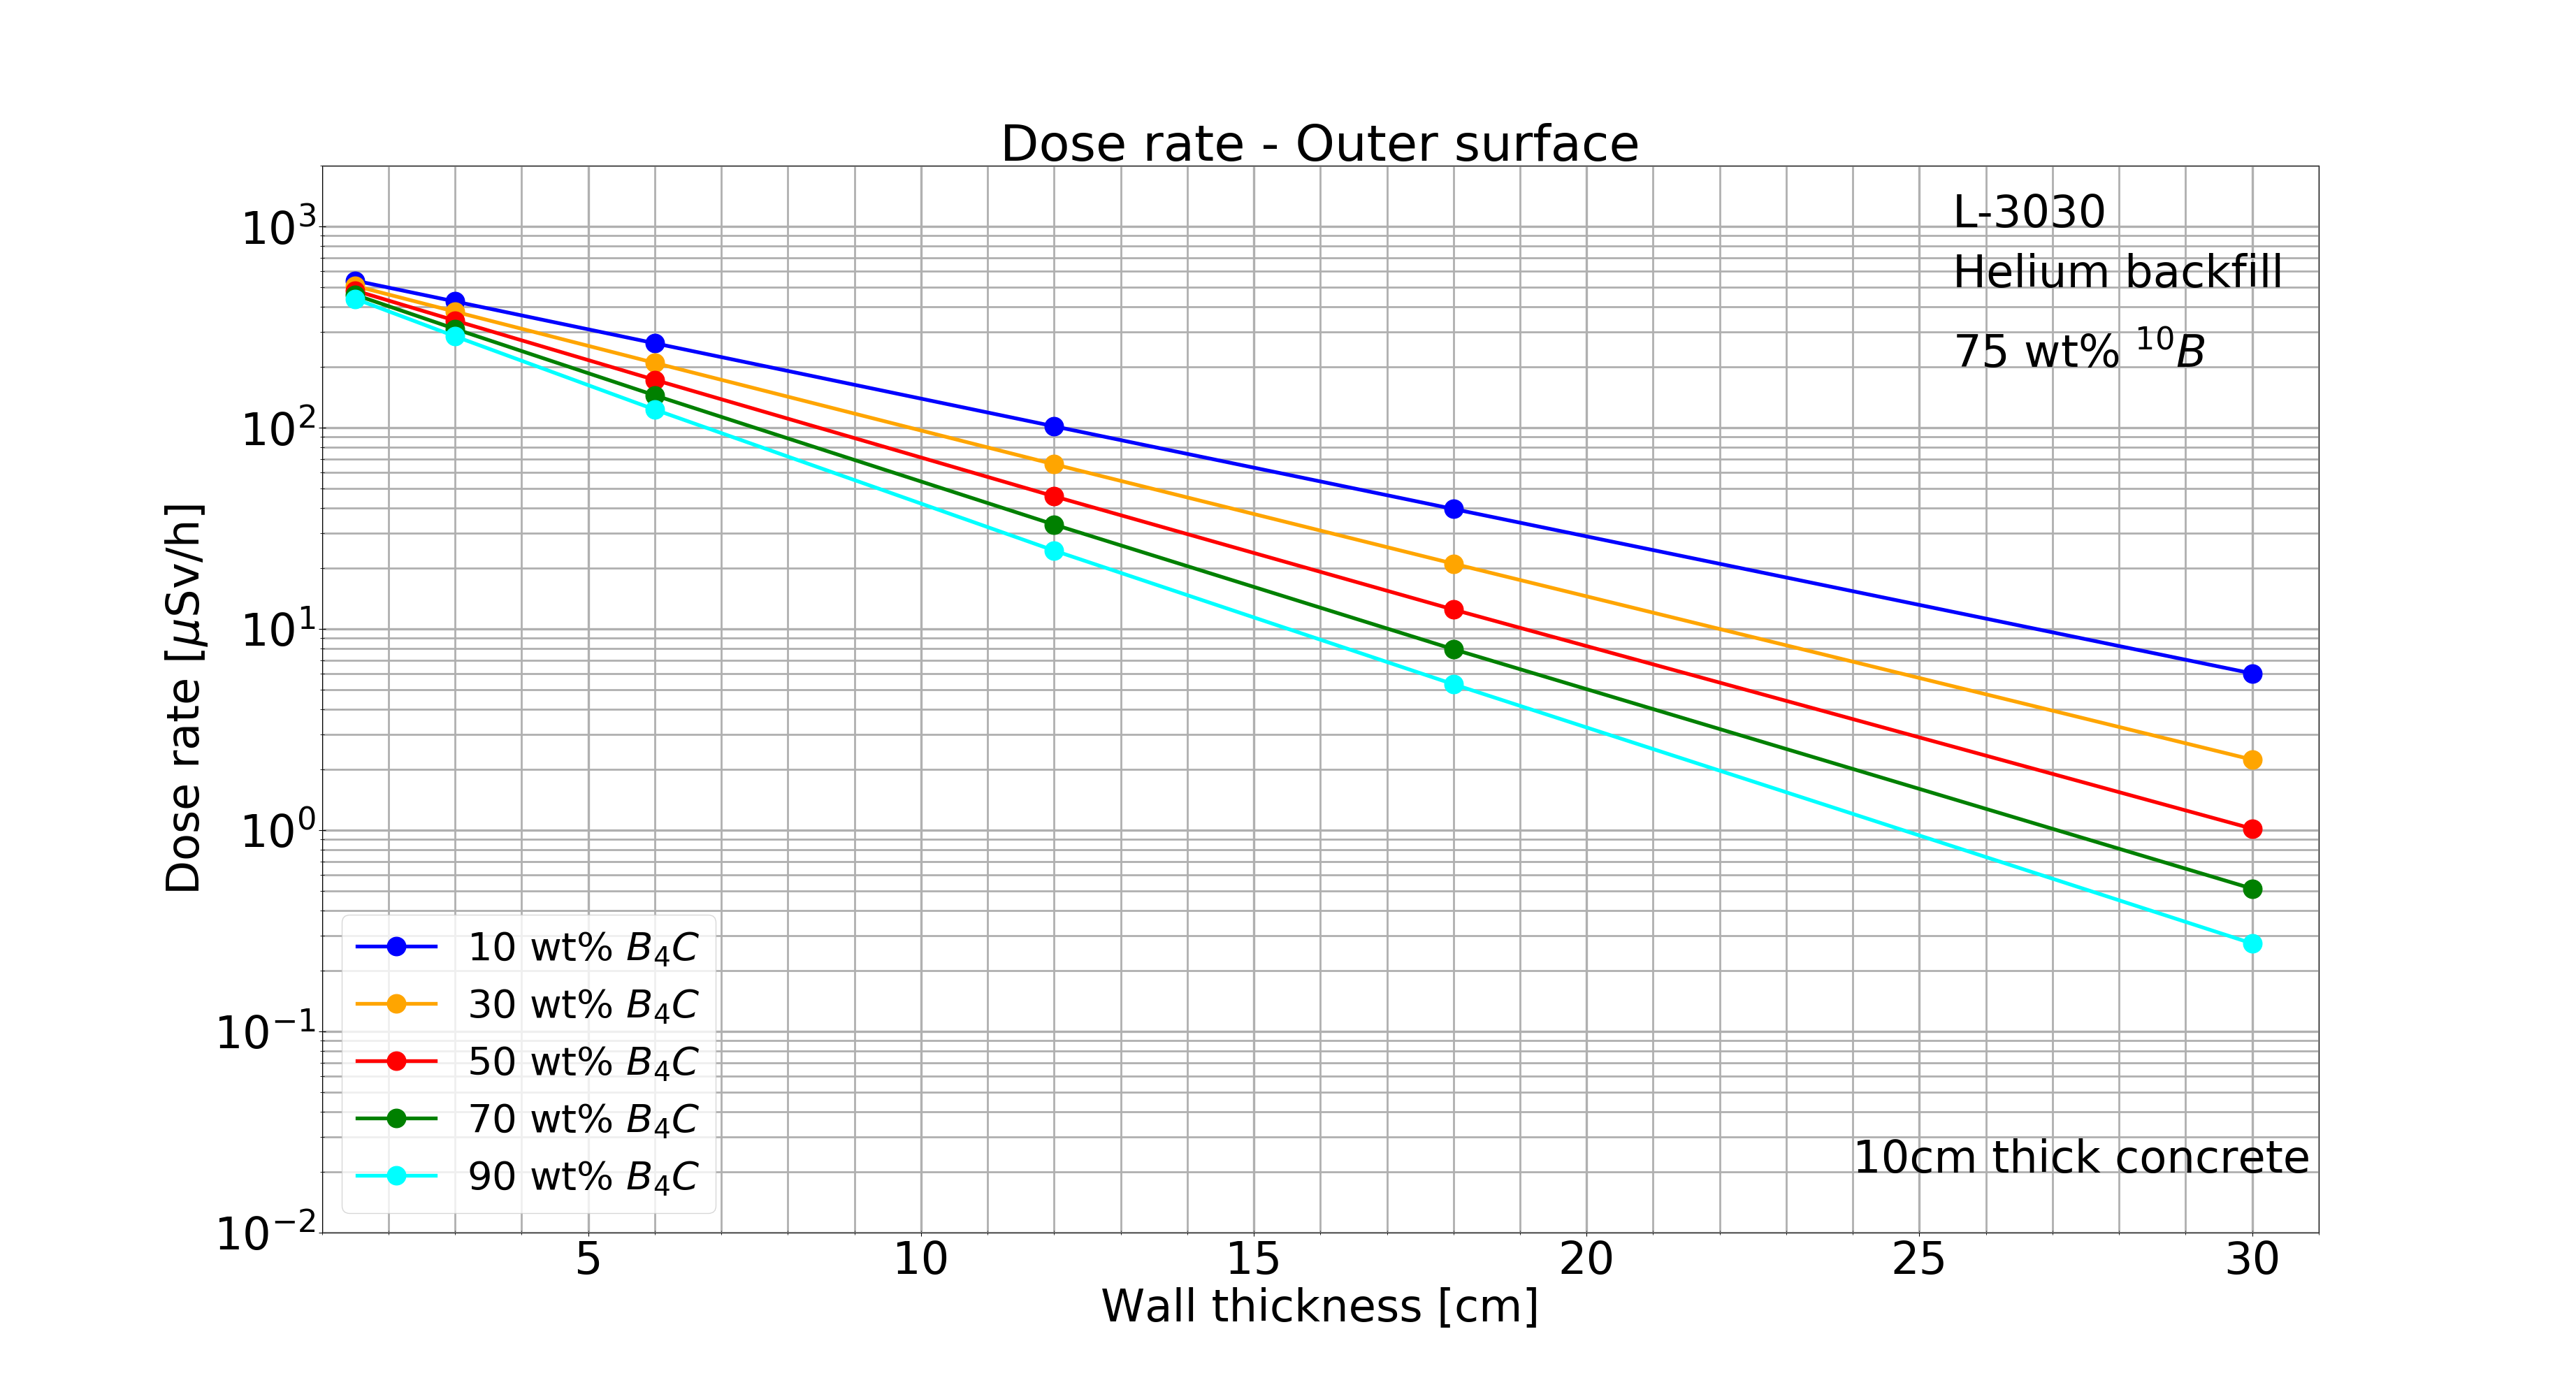 Dose rate - Outer surface
L-3030
Helium backfill
75 wt% ¹⁰B
10³
10²
10¹
10⁰
10⁻¹
10⁻²
Dose rate [μSv/h]
10 wt% B₄C
30 wt% B₄C
50 wt% B₄C
70 wt% B₄C
90 wt% B₄C
10cm thick concrete
5 10 15 20 25 30
Wall thickness [cm]